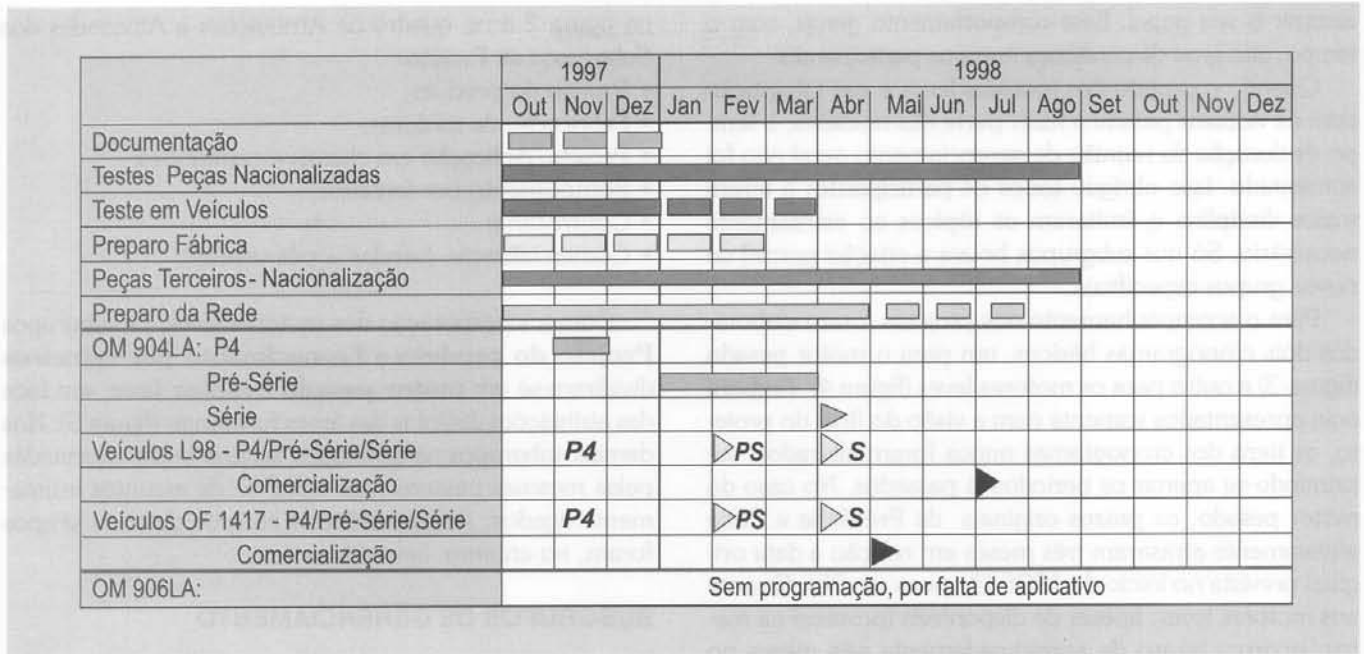 1997 1998
Out Nov Dez Jan Fev Mar Abr Mai Jun Jul Ago Set Out Nov Dez
Documentação
Testes Peças Nacionalizadas
Teste em Veículos
Preparo Fábrica
Peças Terceiros - Nacionalização
Preparo da Rede
OM 904LA: P4
Pré-Série
Série
Veículos L98 - P4/Pré-Série/Série P4 PS S
Comercialização
Veículos OF 1417 - P4/Pré-Série/Série P4 PS S
Comercialização
OM 906LA: Sem programação, por falta de aplicativo